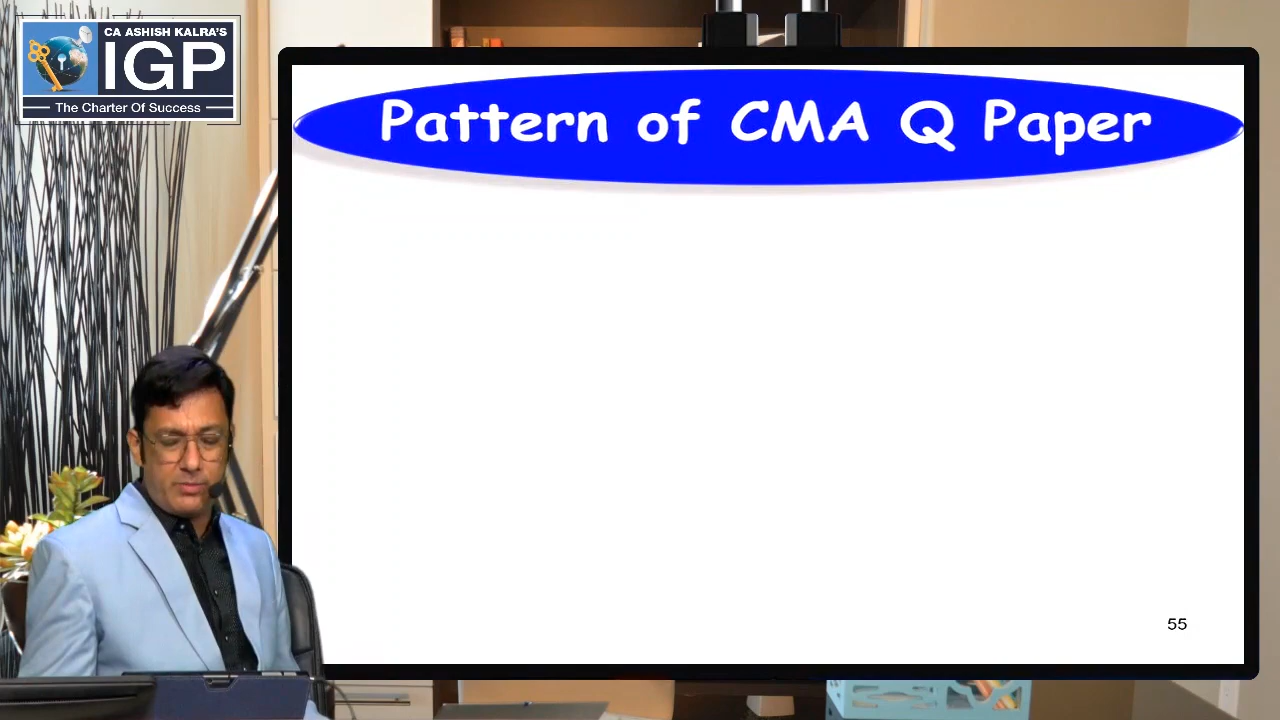 CA ASHISH KALRA'S
IGP
The Charter Of Success
Pattern of CMA Q Paper
55